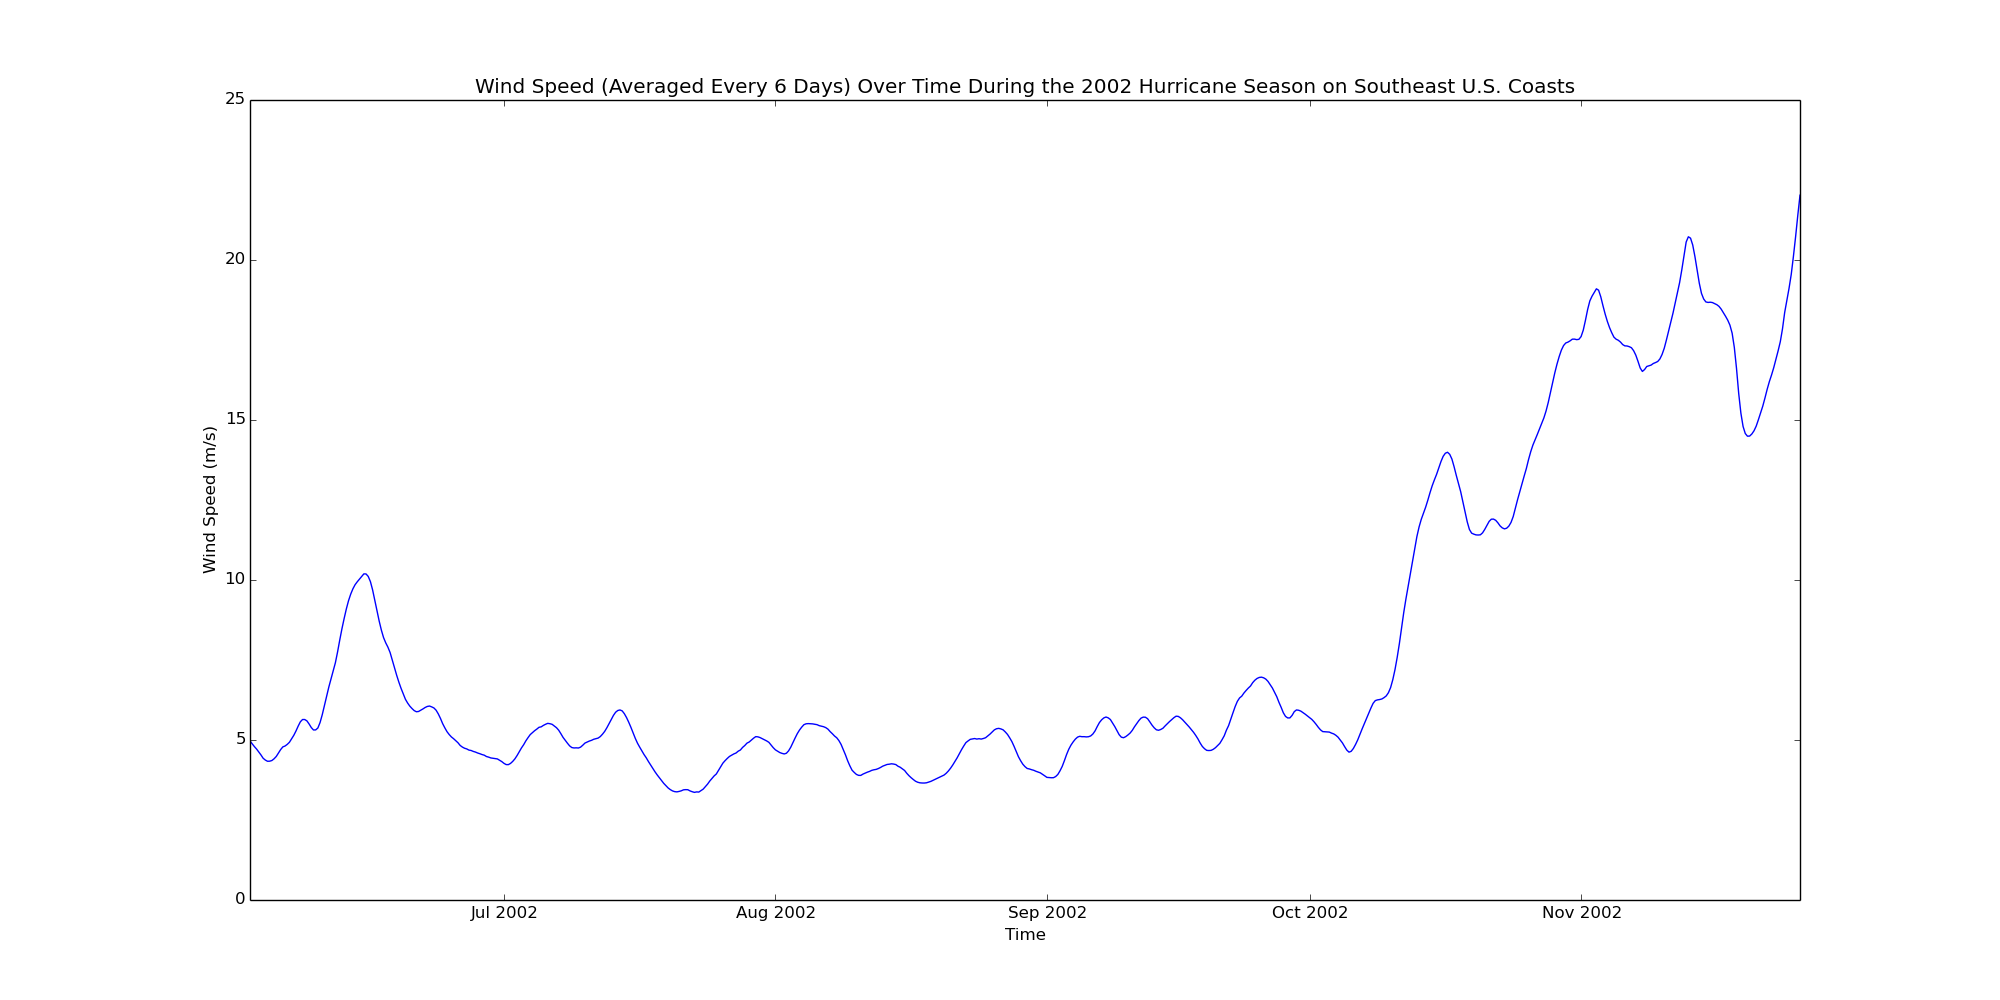 Wind Speed (Averaged Every 6 Days) Over Time During the 2002 Hurricane Season on Southeast U.S. Coasts
25
20
15
10
5
0
Wind Speed (m/s)
Jul 2002
Aug 2002
Sep 2002
Oct 2002
Nov 2002
Time